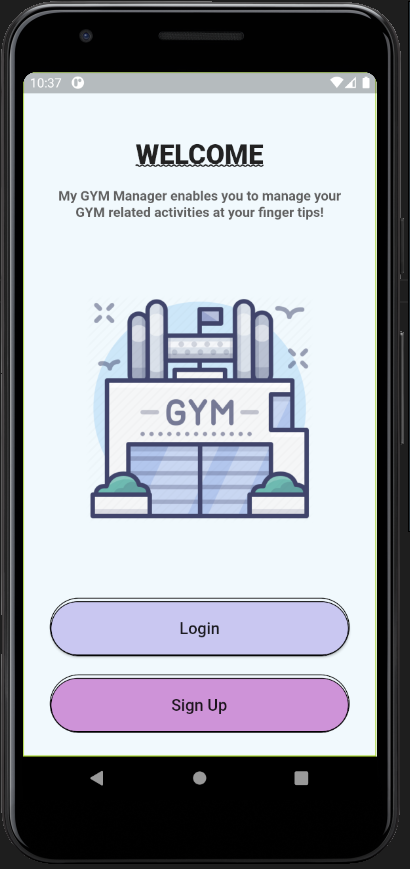 10:37
WELCOME
My GYM Manager enables you to manage your
GYM related activities at your finger tips!
GYM
Login
Sign Up